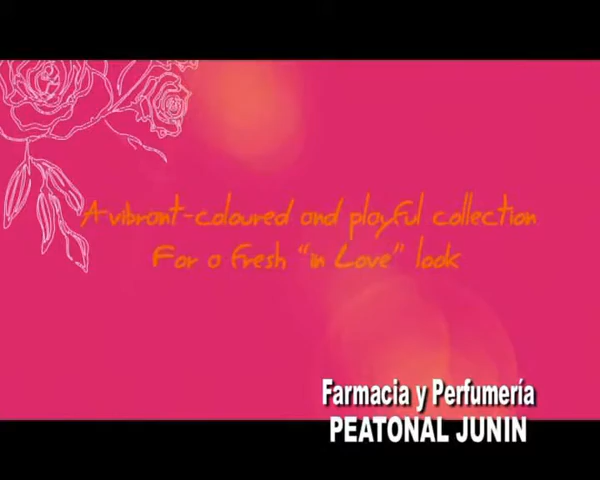 A vibrant-coloured and playful collection
For a fresh “in Love” look
Farmacia y Perfumería
PEATONAL JUNIN